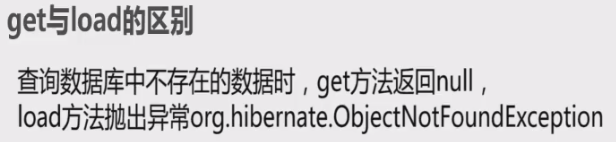 get与load的区别
查询数据库中不存在的数据时，get方法返回null，
load方法抛出异常org.hibernate.ObjectNotFoundException